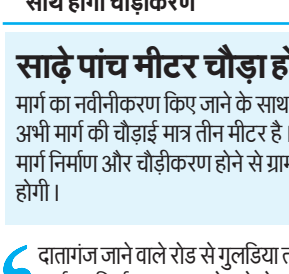 साथ होगा चौड़ीकरण
साढ़े पांच मीटर चौड़ा
मार्ग का नवीनीकरण किए जाने के साथ
अभी मार्ग की चौड़ाई मात्र तीन मीटर है।
मार्ग निर्माण और चौड़ीकरण होने से
होगी।
दातागंज जाने वाले रोड से गुलडिया